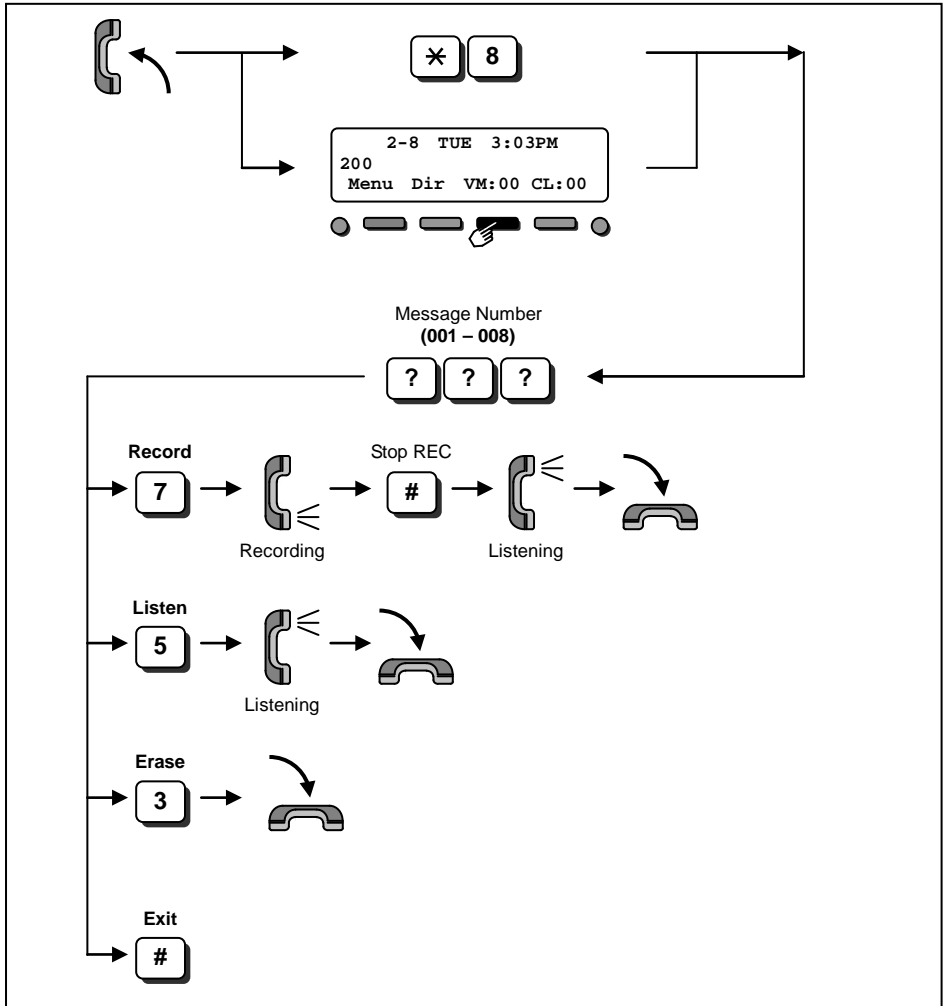 * 8
2-8 TUE 3:03PM
200
Menu Dir VM:00 CL:00
Message Number
(001 – 008)
? ? ?
Record
Stop REC
7
#
Recording
Listening
Listen
5
Listening
Erase
3
Exit
#